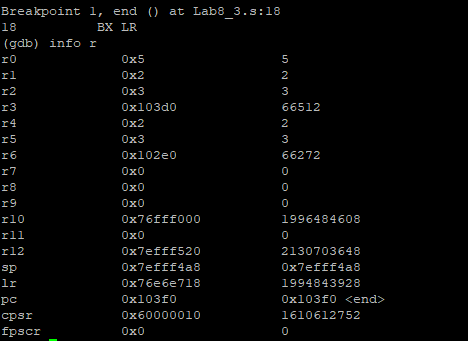 Breakpoint 1, end () at Lab8_3.s:18
18 BX LR
(gdb) info r
r0 0x5 5
r1 0x2 2
r2 0x3 3
r3 0x103d0 66512
r4 0x2 2
r5 0x3 3
r6 0x102e0 66272
r7 0x0 0
r8 0x0 0
r9 0x0 0
r10 0x76fff000 1996484608
r11 0x0 0
r12 0x7efff520 2130703648
sp 0x7efff4a8 0x7efff4a8
lr 0x76e6e718 1994843928
pc 0x103f0 0x103f0 <end>
cpsr 0x60000010 1610612752
fpscr 0x0 0